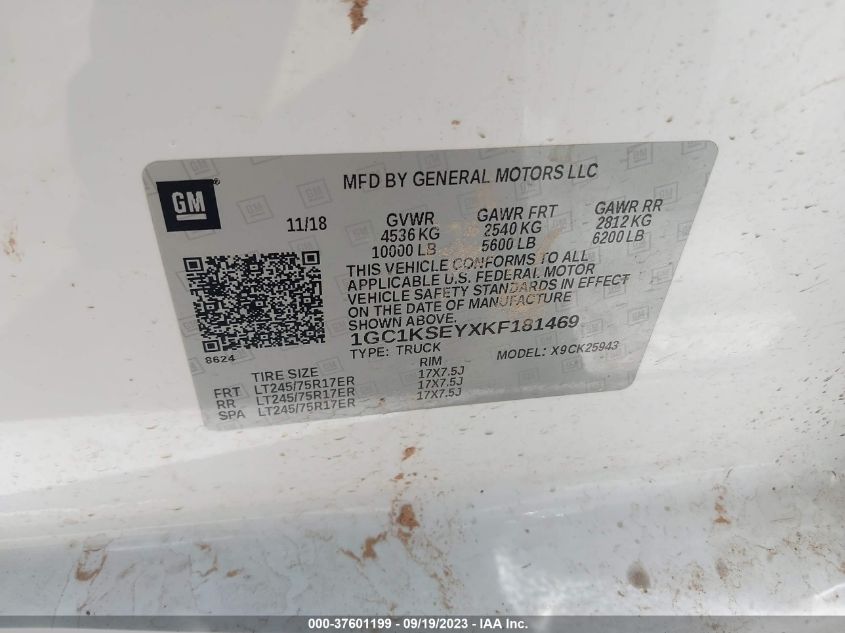 GM®
MFD BY GENERAL MOTORS LLC
11/18 GVWR GAWR FRT GAWR RR
4536 KG 2540 KG 2812 KG
10000 LB 5600 LB 6200 LB
THIS VEHICLE CONFORMS TO ALL
APPLICABLE U.S. FEDERAL MOTOR
VEHICLE SAFETY STANDARDS IN EFFECT
ON THE DATE OF MANUFACTURE
SHOWN ABOVE.
1GC1KSEYXKF181469
8624
TYPE: TRUCK MODEL: X9CK25943
TIRE SIZE RIM
FRT LT245/75R17ER 17X7.5J
RR LT245/75R17ER 17X7.5J
SPA LT245/75R17ER 17X7.5J
000-37601199 - 09/19/2023 - IAA Inc.